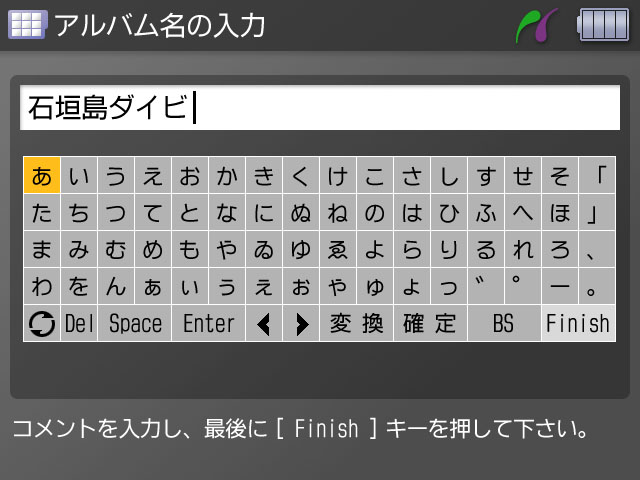 アルバム名の入力
石垣島ダイビ
あ い う え お か き く け こ さ し す せ そ 「
た ち つ て と な に ぬ ね の は ひ ふ へ ほ 」
ま み む め も や ゐ ゆ ゑ よ ら り る れ ろ 、
わ を ん ぁ ぃ ぅ ぇ ぉ ゃ ゅ ょ っ ゛ ゜ ー 。
Del Space Enter 変換 確定 BS Finish
コメントを入力し、最後に [ Finish ] キーを押して下さい。